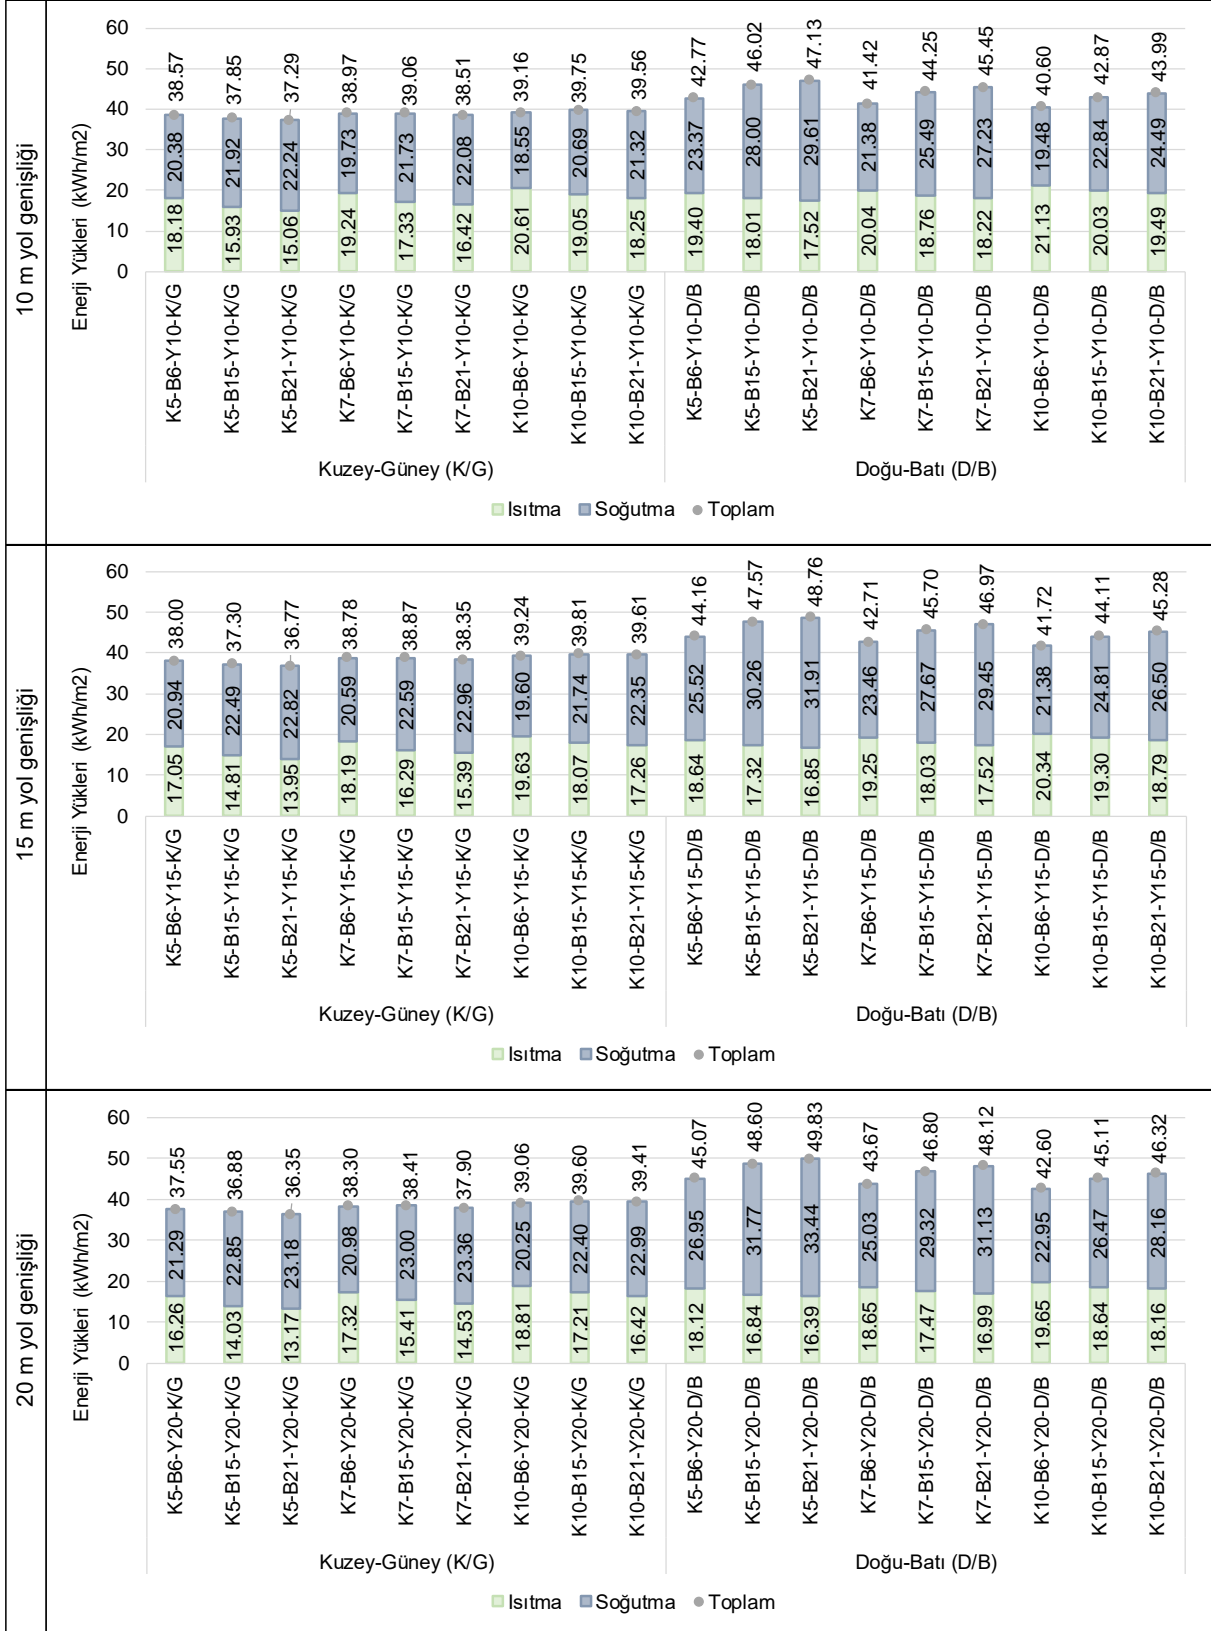 10 m yol genişliği
Enerji Yükleri (kWh/m2)
60
50
40
30
20
10
0
38.57 37.85 37.29 38.97 39.06 38.51 39.16 39.75 39.56 42.77 46.02 47.13 41.42 44.25 45.45 40.60 42.87 43.99
20.38 21.92 22.24 19.73 21.73 22.08 18.55 20.69 21.32 23.37 28.00 29.61 21.38 25.49 27.23 19.48 22.84 24.49
18.18 15.93 15.06 19.24 17.33 16.42 20.61 19.05 18.25 19.40 18.01 17.52 20.04 18.76 18.22 21.13 20.03 19.49
K5-B6-Y10-K/G K5-B15-Y10-K/G K5-B21-Y10-K/G K7-B6-Y10-K/G K7-B15-Y10-K/G K7-B21-Y10-K/G K10-B6-Y10-K/G K10-B15-Y10-K/G K10-B21-Y10-K/G K5-B6-Y10-D/B K5-B15-Y10-D/B K5-B21-Y10-D/B K7-B6-Y10-D/B K7-B15-Y10-D/B K7-B21-Y10-D/B K10-B6-Y10-D/B K10-B15-Y10-D/B K10-B21-Y10-D/B
Kuzey-Güney (K/G) Doğu-Batı (D/B)
Isıtma Soğutma Toplam
15 m yol genişliği
Enerji Yükleri (kWh/m2)
60
50
40
30
20
10
0
38.00 37.30 36.77 38.78 38.87 38.35 39.24 39.81 39.61 44.16 47.57 48.76 42.71 45.70 46.97 41.72 44.11 45.28
20.94 22.49 22.82 20.59 22.59 22.96 19.60 21.74 22.35 25.52 30.26 31.91 23.46 27.67 29.45 21.38 24.81 26.50
17.05 14.81 13.95 18.19 16.29 15.39 19.63 18.07 17.26 18.64 17.32 16.85 19.25 18.03 17.52 20.34 19.30 18.79
K5-B6-Y15-K/G K5-B15-Y15-K/G K5-B21-Y15-K/G K7-B6-Y15-K/G K7-B15-Y15-K/G K7-B21-Y15-K/G K10-B6-Y15-K/G K10-B15-Y15-K/G K10-B21-Y15-K/G K5-B6-Y15-D/B K5-B15-Y15-D/B K5-B21-Y15-D/B K7-B6-Y15-D/B K7-B15-Y15-D/B K7-B21-Y15-D/B K10-B6-Y15-D/B K10-B15-Y15-D/B K10-B21-Y15-D/B
Kuzey-Güney (K/G) Doğu-Batı (D/B)
Isıtma Soğutma Toplam
20 m yol genişliği
Enerji Yükleri (kWh/m2)
60
50
40
30
20
10
0
37.55 36.88 36.35 38.30 38.41 37.90 39.06 39.60 39.41 45.07 48.60 49.83 43.67 46.80 48.12 42.60 45.11 46.32
21.29 22.85 23.18 20.98 23.00 23.36 20.25 22.40 22.99 26.95 31.77 33.44 25.03 29.32 31.13 22.95 26.47 28.16
16.26 14.03 13.17 17.32 15.41 14.53 18.81 17.21 16.42 18.12 16.84 16.39 18.65 17.47 16.99 19.65 18.64 18.16
K5-B6-Y20-K/G K5-B15-Y20-K/G K5-B21-Y20-K/G K7-B6-Y20-K/G K7-B15-Y20-K/G K7-B21-Y20-K/G K10-B6-Y20-K/G K10-B15-Y20-K/G K10-B21-Y20-K/G K5-B6-Y20-D/B K5-B15-Y20-D/B K5-B21-Y20-D/B K7-B6-Y20-D/B K7-B15-Y20-D/B K7-B21-Y20-D/B K10-B6-Y20-D/B K10-B15-Y20-D/B K10-B21-Y20-D/B
Kuzey-Güney (K/G) Doğu-Batı (D/B)
Isıtma Soğutma Toplam